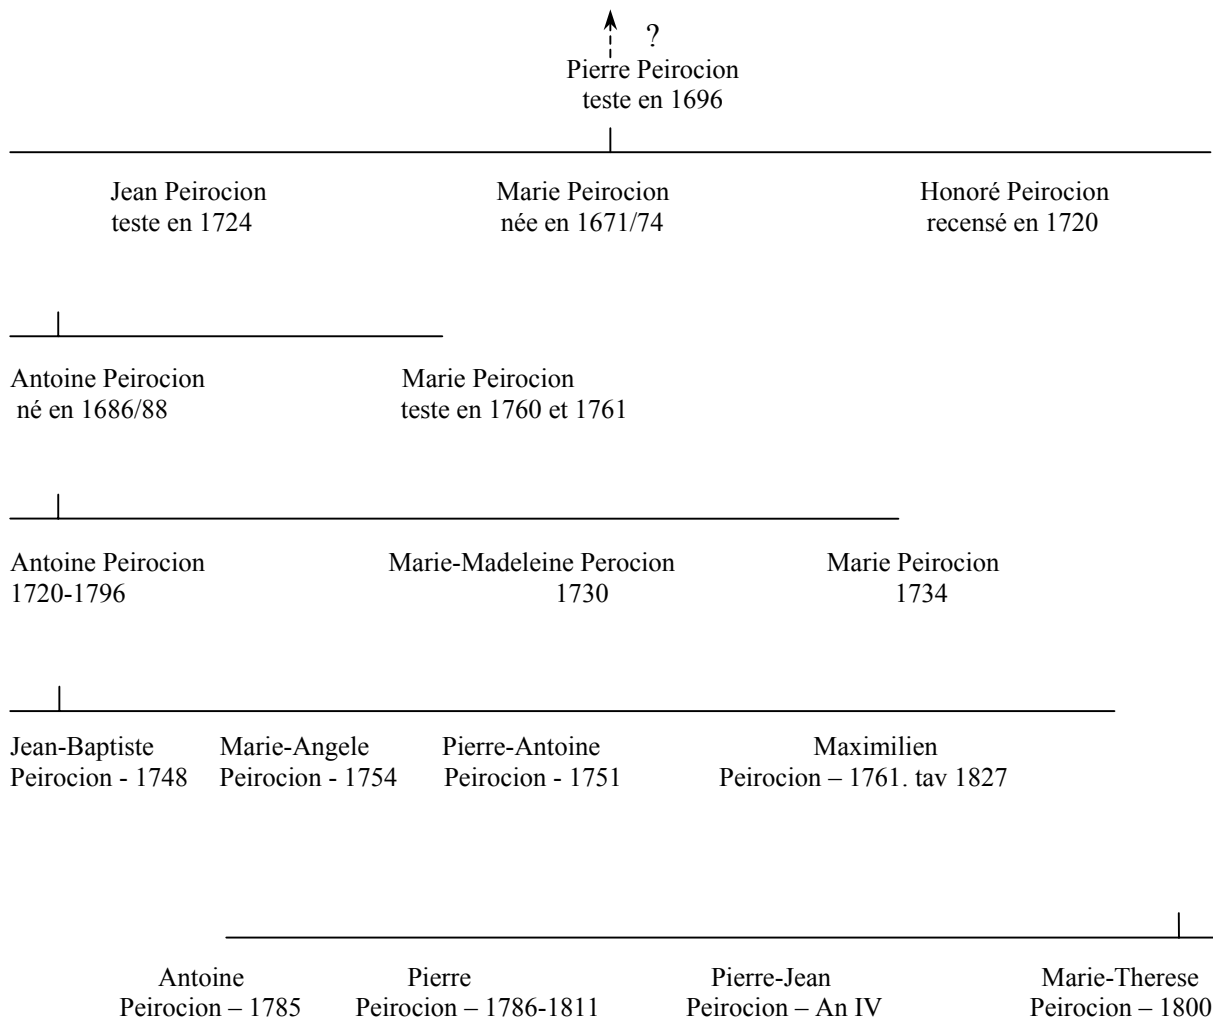 ?
Pierre Peirocion
teste en 1696
Jean Peirocion Marie Peirocion Honoré Peirocion
teste en 1724 née en 1671/74 recensé en 1720
Antoine Peirocion Marie Peirocion
né en 1686/88 teste en 1760 et 1761
Antoine Peirocion Marie-Madeleine Perocion Marie Peirocion
1720-1796 1730 1734
Jean-Baptiste Marie-Angele Pierre-Antoine Maximilien
Peirocion - 1748 Peirocion - 1754 Peirocion - 1751 Peirocion – 1761. tav 1827
Antoine Pierre Pierre-Jean Marie-Therese
Peirocion – 1785 Peirocion – 1786-1811 Peirocion – An IV Peirocion – 1800